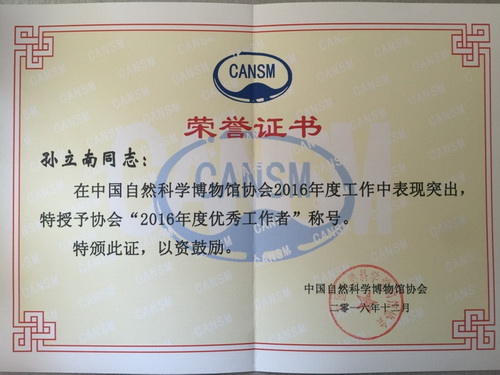 CANSM
荣誉证书
孙立南同志：
在中国自然科学博物馆协会2016年度工作中表现突出，
特授予协会“2016年度优秀工作者”称号。
特颁此证，以资鼓励。
CANSM
中国自然科学博物馆协会
二零一六年十二月